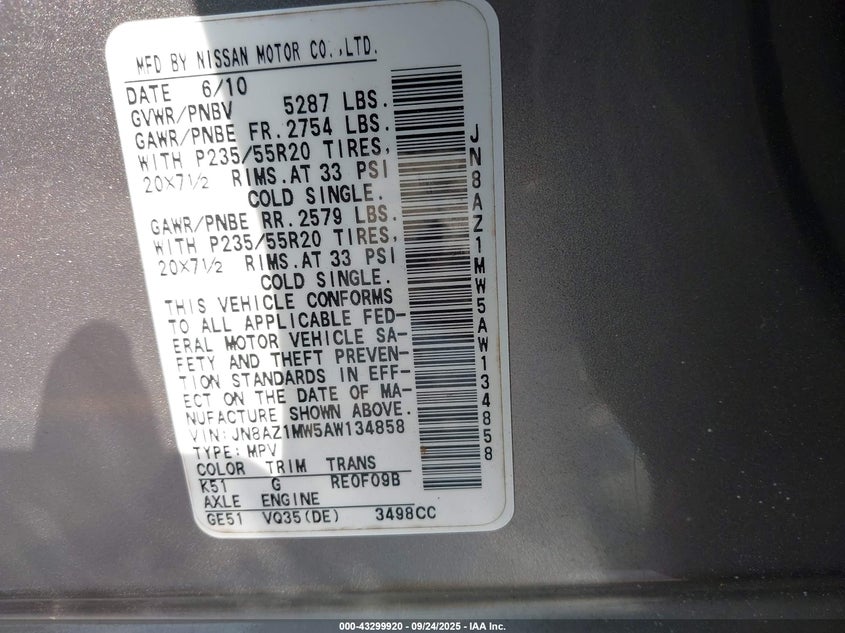 MFD BY NISSAN MOTOR CO.,LTD.
DATE 6/10
GVWR/PNBV 5287 LBS.
GAWR/PNBE FR.2754 LBS.
WITH P235/55R20 TIRES,
20X7½ RIMS.AT 33 PSI
COLD SINGLE.
GAWR/PNBE RR.2579 LBS.
WITH P235/55R20 TIRES,
20X7½ RIMS.AT 33 PSI
COLD SINGLE.
THIS VEHICLE CONFORMS
TO ALL APPLICABLE FED-
ERAL MOTOR VEHICLE SA-
FETY AND THEFT PREVEN-
TION STANDARDS IN EFF-
ECT ON THE DATE OF MA-
NUFACTURE SHOWN ABOVE.
VIN:JN8AZ1MW5AW134858
TYPE:MPV
COLOR TRIM TRANS
K51 G RE0F09B
AXLE ENGINE
GE51 VQ35(DE) 3498CC
JN8AZ1MW5AW134858
000-43299920 - 09/24/2025 - IAA Inc.